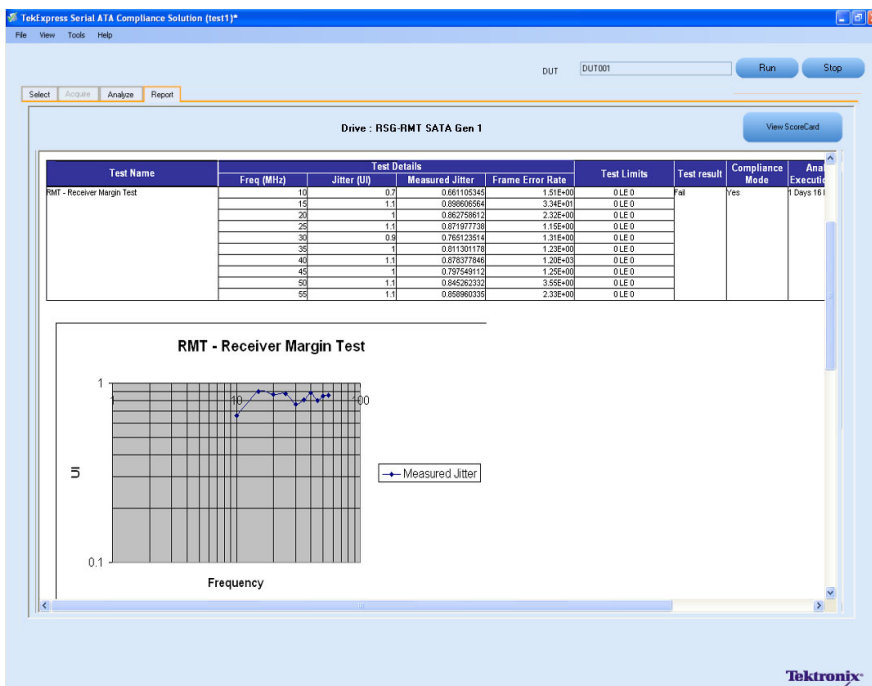 TekExpress Serial ATA Compliance Solution (test1)*
File View Tools Help
DUT DUT001 Run Stop
Select Acquire Analyze Report
Drive : RSG-RMT SATA Gen 1
View ScoreCard
Test Name Test Details Test Limits Test result Compliance Mode
Freq (MHz) Jitter (UI) Measured Jitter Frame Error Rate
RMT - Receiver Margin Test 10 0.7 0.661105345 1.51E+00 0 LE 0 Fail Yes 1 Days 16
15 1.1 0.898606564 3.34E+01 0 LE 0
20 1 0.862758612 2.32E+00 0 LE 0
25 1.1 0.871977738 1.15E+00 0 LE 0
30 0.9 0.765123514 1.31E+00 0 LE 0
35 1 0.811301178 1.23E+00 0 LE 0
40 1.1 0.878377846 1.20E+03 0 LE 0
45 1 0.797549112 1.25E+00 0 LE 0
50 1.1 0.845262332 3.55E+00 0 LE 0
55 1.1 0.858960335 2.33E+00 0 LE 0
RMT - Receiver Margin Test
1
1 10 100
UI
Measured Jitter
0.1
Frequency
Tektronix